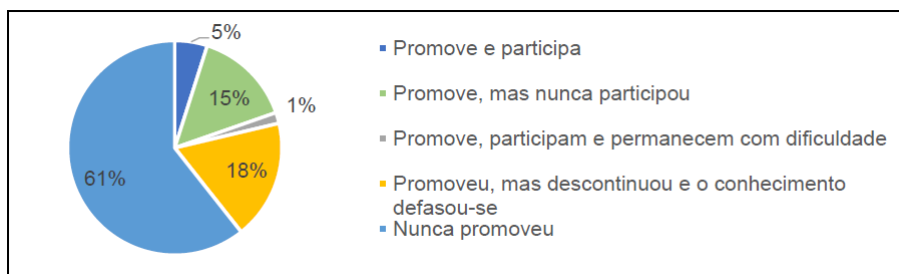 5%
15%
1%
18%
61%
Promove e participa
Promove, mas nunca participou
Promove, participam e permanecem com dificuldade
Promoveu, mas descontinuou e o conhecimento
defasou-se
Nunca promoveu